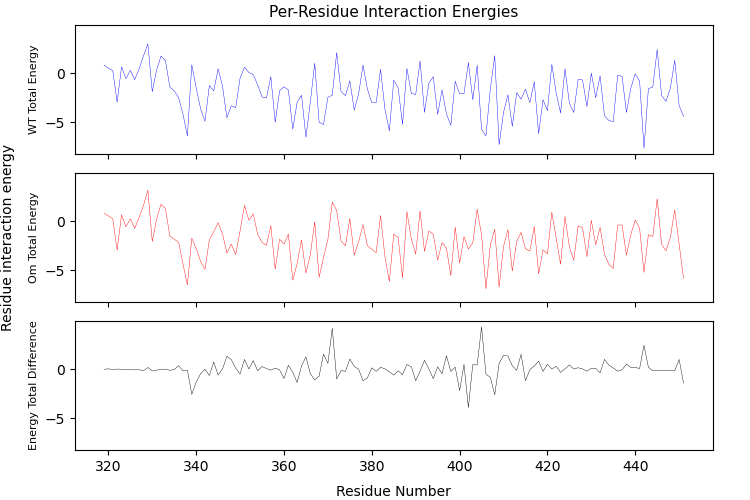 Per-Residue Interaction Energies
Residue interaction energy
WT Total Energy
0
−5
Om Total Energy
0
−5
Energy Total Difference
0
−5
320 340 360 380 400 420 440
Residue Number